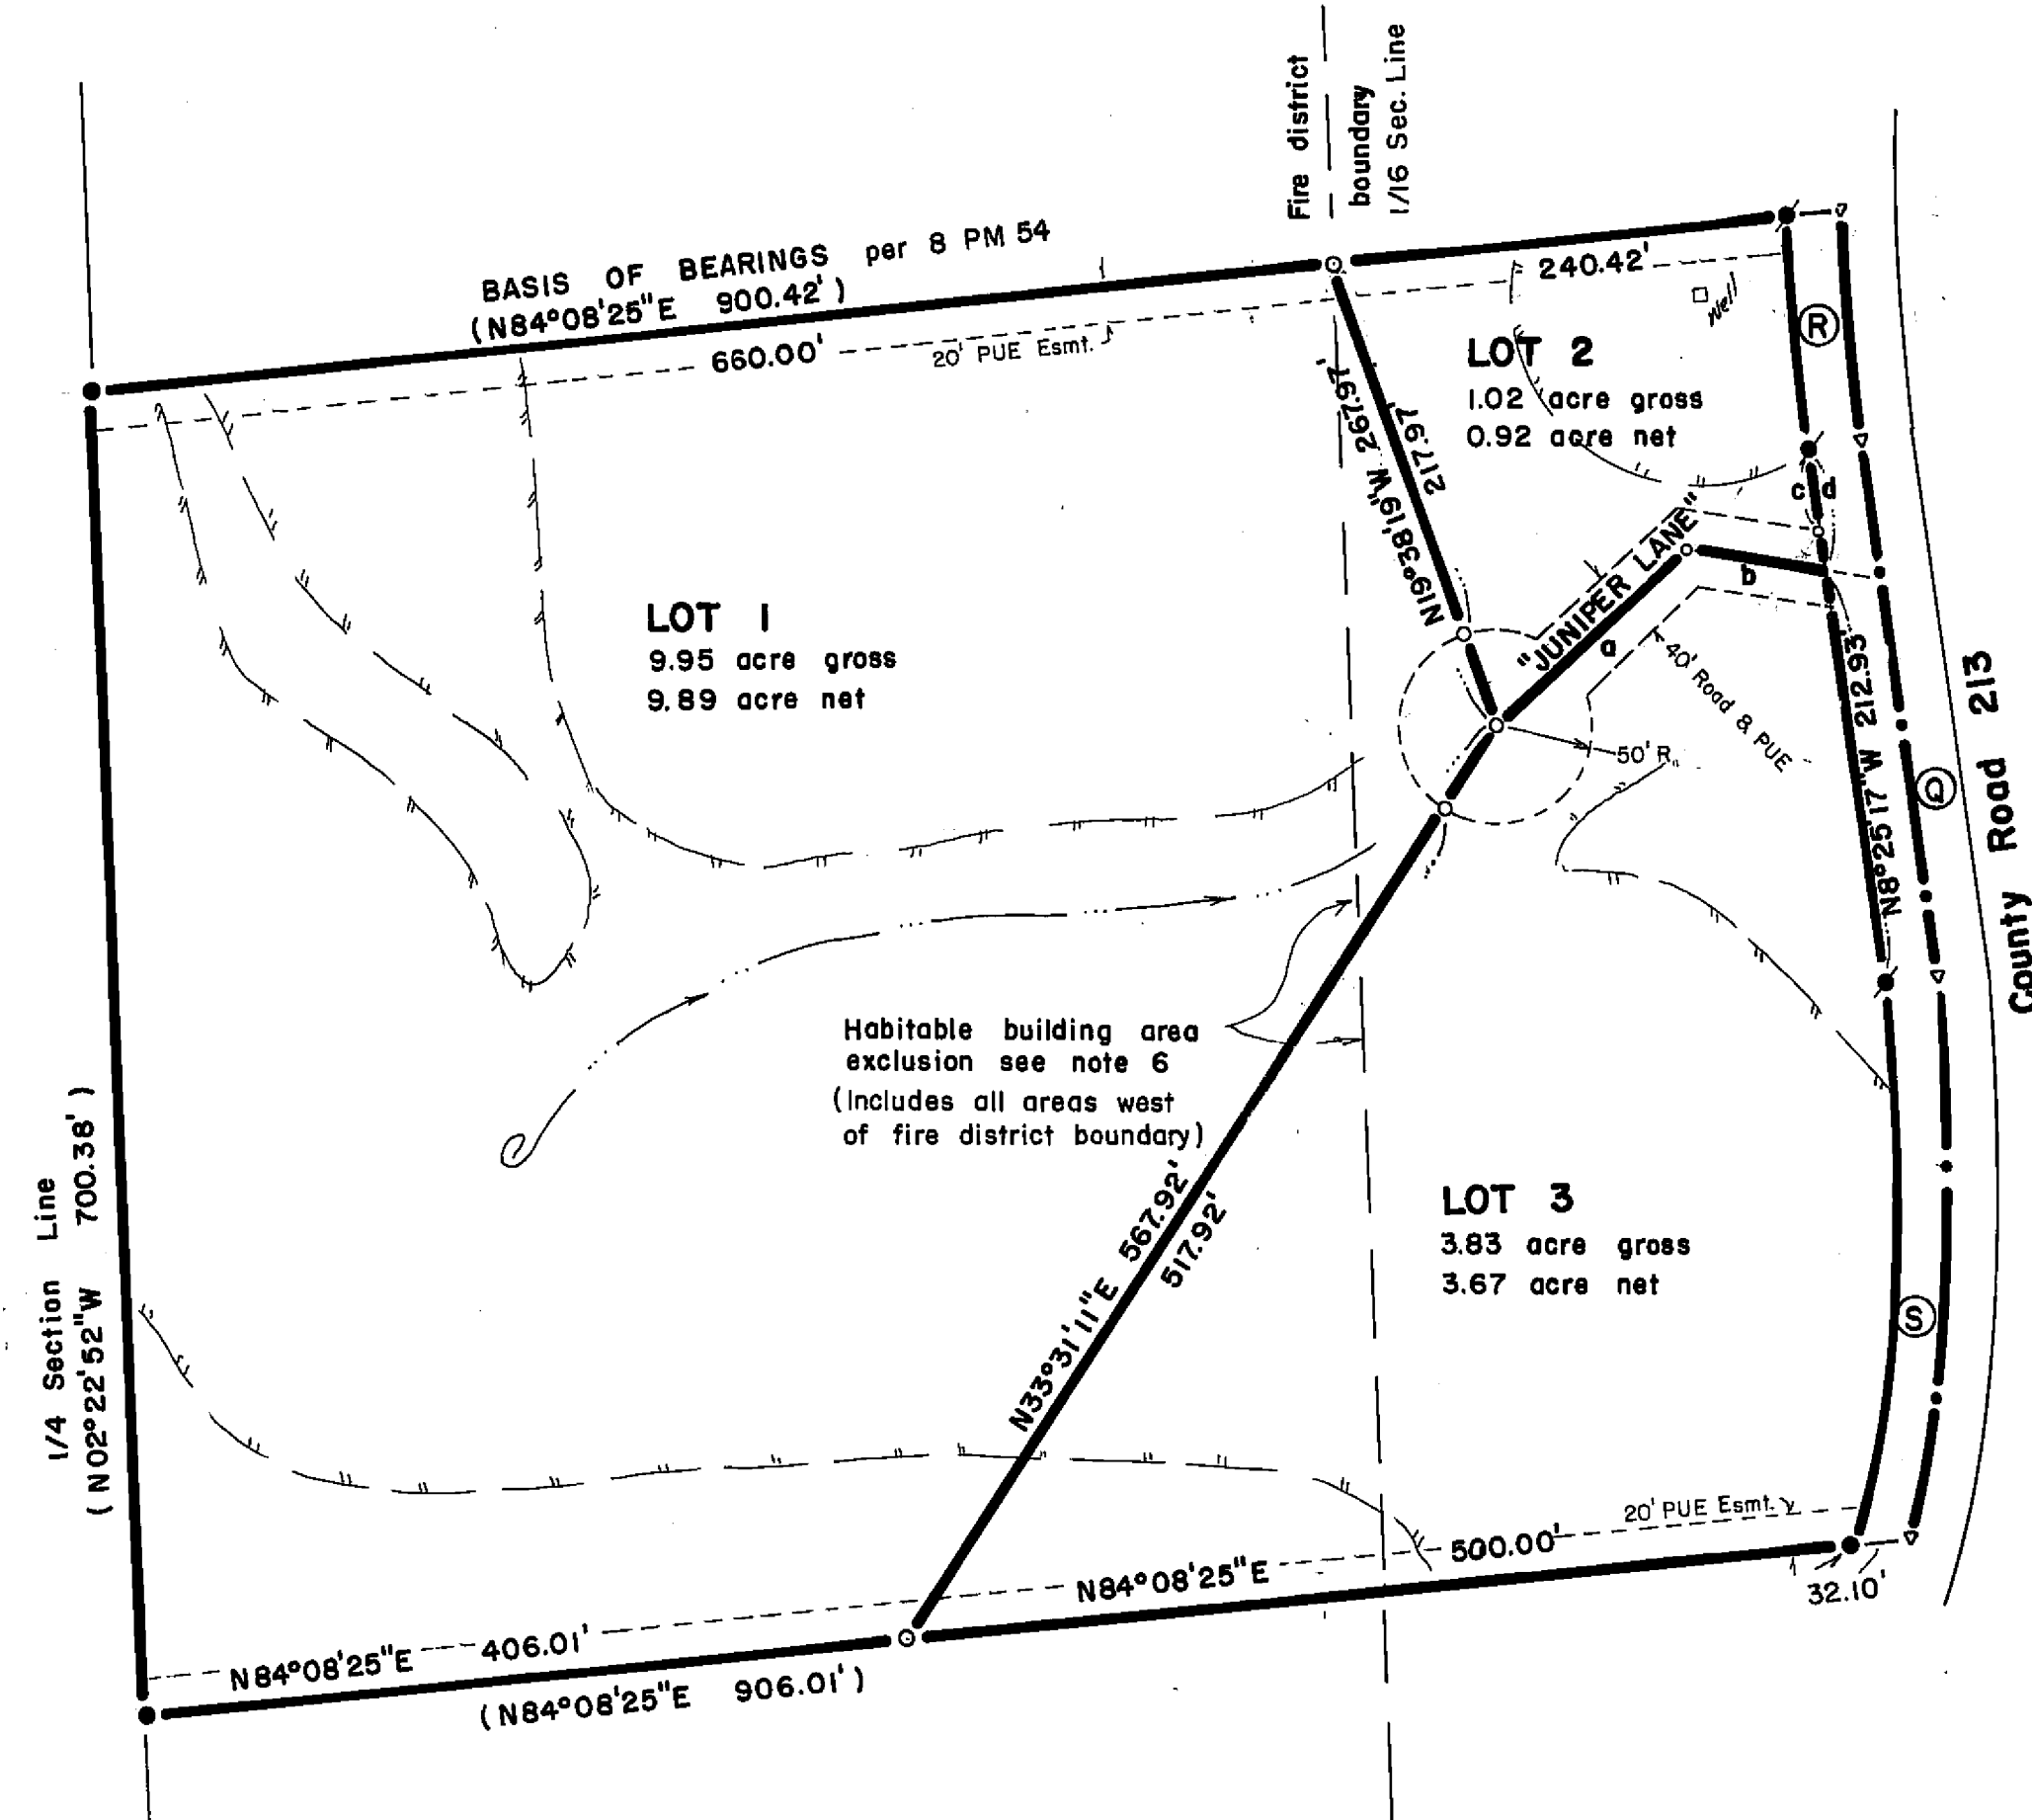 Fire district
boundary
1/16 Sec. Line
BASIS OF BEARINGS per 8 PM 54
(N84°08'25"E 900.42')
660.00'
20' PUE Esmt.
240.42'
Well
R
LOT 2
1.02 acre gross
0.92 acre net
N19°38'19"W 267.97'
217.97'
c d
"JUNIPER LANE"
a
b
LOT 1
9.95 acre gross
9.89 acre net
40' Road & PUE
50' R.
N8°25'17"W 212.93'
Q
County Road 213
Habitable building area
exclusion see note 6
(includes all areas west
of fire district boundary)
1/4 Section Line
(N02°22'52"W 700.38')
N33°31'11"E 567.92'
517.92'
LOT 3
3.83 acre gross
3.67 acre net
S
20' PUE Esmt.
N84°08'25"E 500.00'
32.10'
N84°08'25"E 406.01'
(N84°08'25"E 906.01')